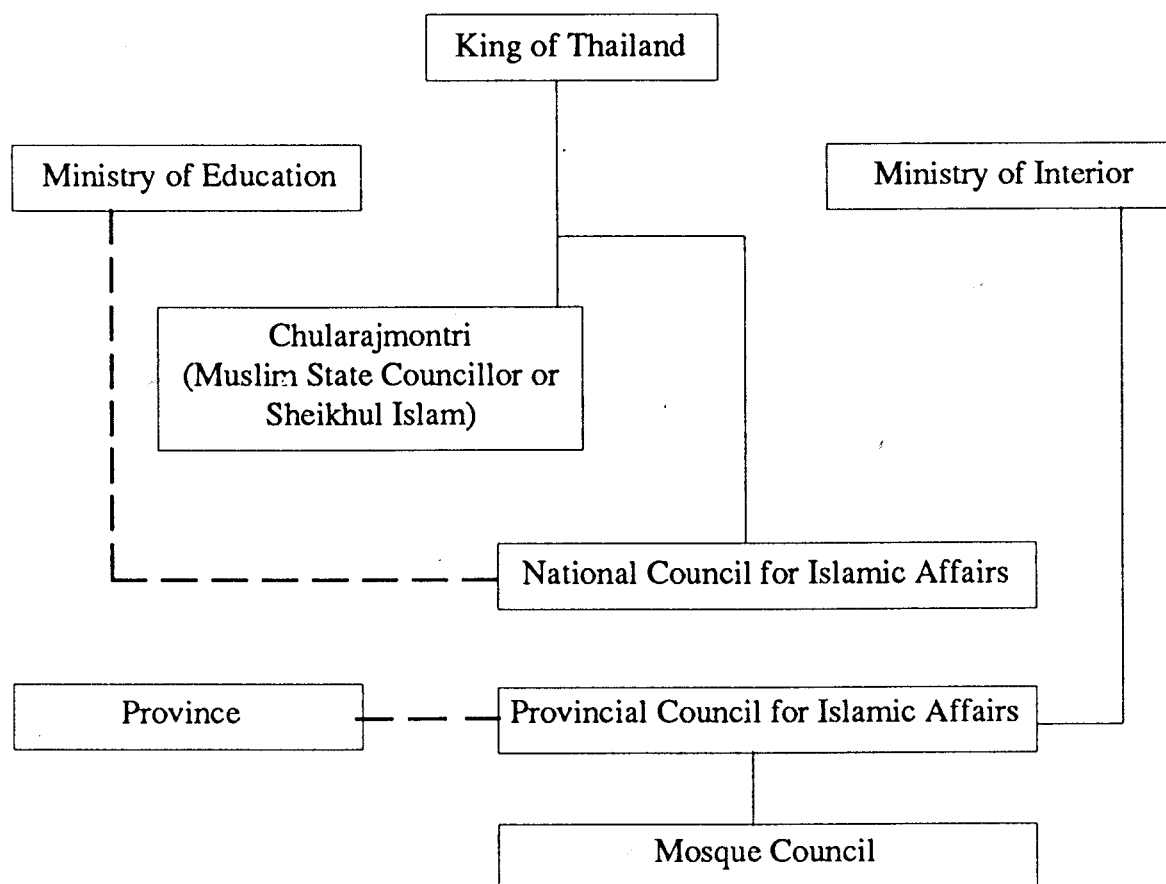 King of Thailand
Ministry of Education
Ministry of Interior
Chularajmontri
(Muslim State Councillor or
Sheikhul Islam)
National Council for Islamic Affairs
Province
Provincial Council for Islamic Affairs
Mosque Council